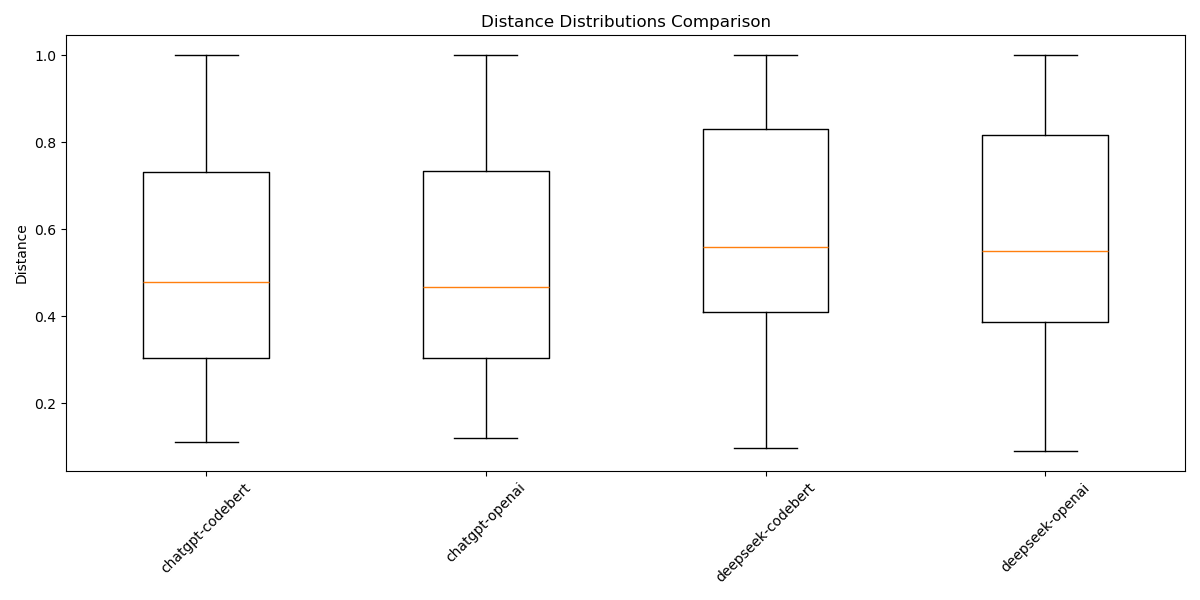 Distance Distributions Comparison
Distance
1.0
0.8
0.6
0.4
0.2
chatgpt-codebert
chatgpt-openai
deepseek-codebert
deepseek-openai